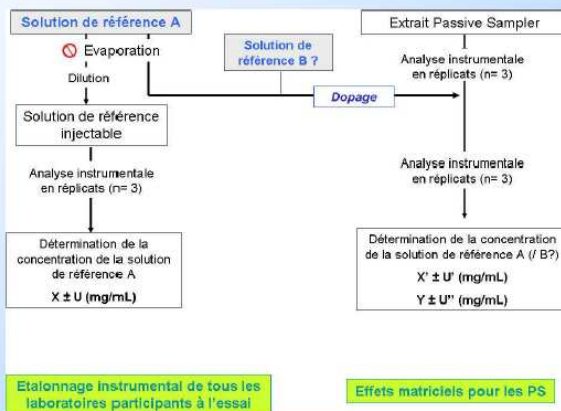 Solution de référence A
Evaporation
Dilution
Solution de référence
injectable
Analyse instrumentale
en réplicats (n= 3)
Détermination de la
concentration de la solution
de référence A
X ± U (mg/mL)
Etalonnage instrumental de tous les
laboratoires participants à l'essai
Solution de
référence B ?
Dopage
Extrait Passive Sampler
Analyse instrumentale
en réplicats (n= 3)
Analyse instrumentale
en réplicats (n= 3)
Détermination de la concentration
de la solution de référence A (/ B?)
X' ± U' (mg/mL)
Y ± U'' (mg/mL)
Effets matriciels pour les PS